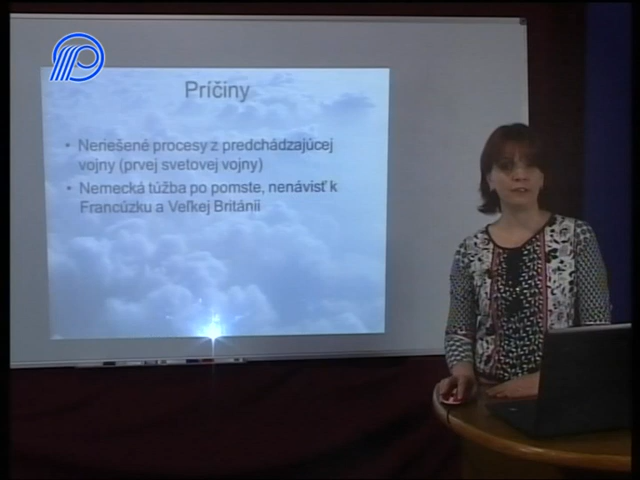 Príčiny
• Neriešené procesy z predchádzajúcej
vojny (prvej svetovej vojny)
• Nemecká túžba po pomste, nenávisť k
Francúzku a Veľkej Británii